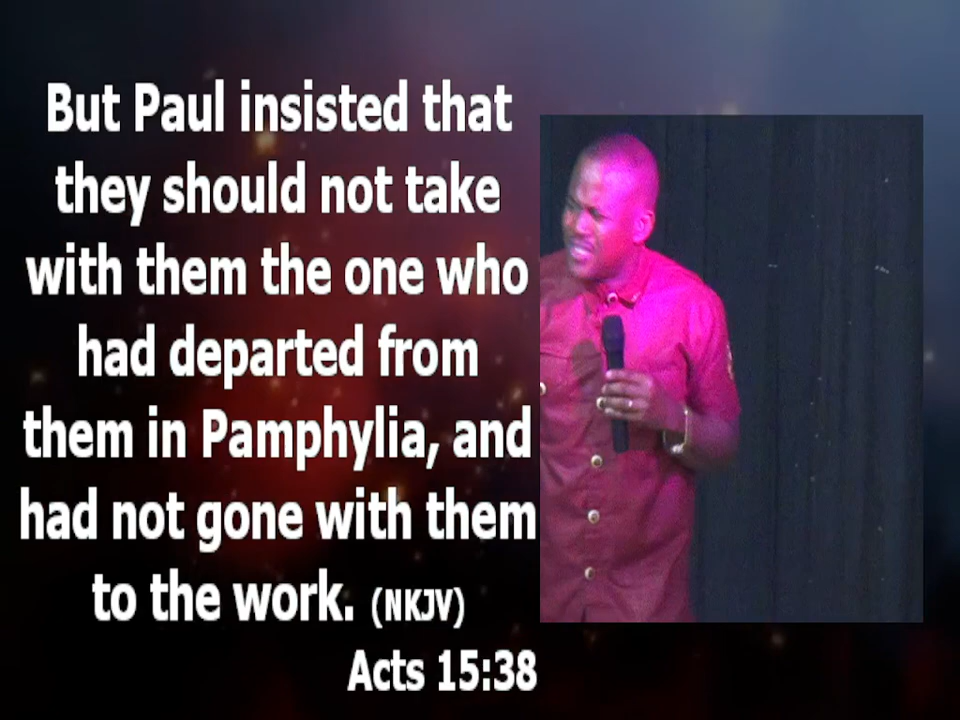 But Paul insisted that
they should not take
with them the one who
had departed from
them in Pamphylia, and
had not gone with them
to the work. (NKJV)
Acts 15:38